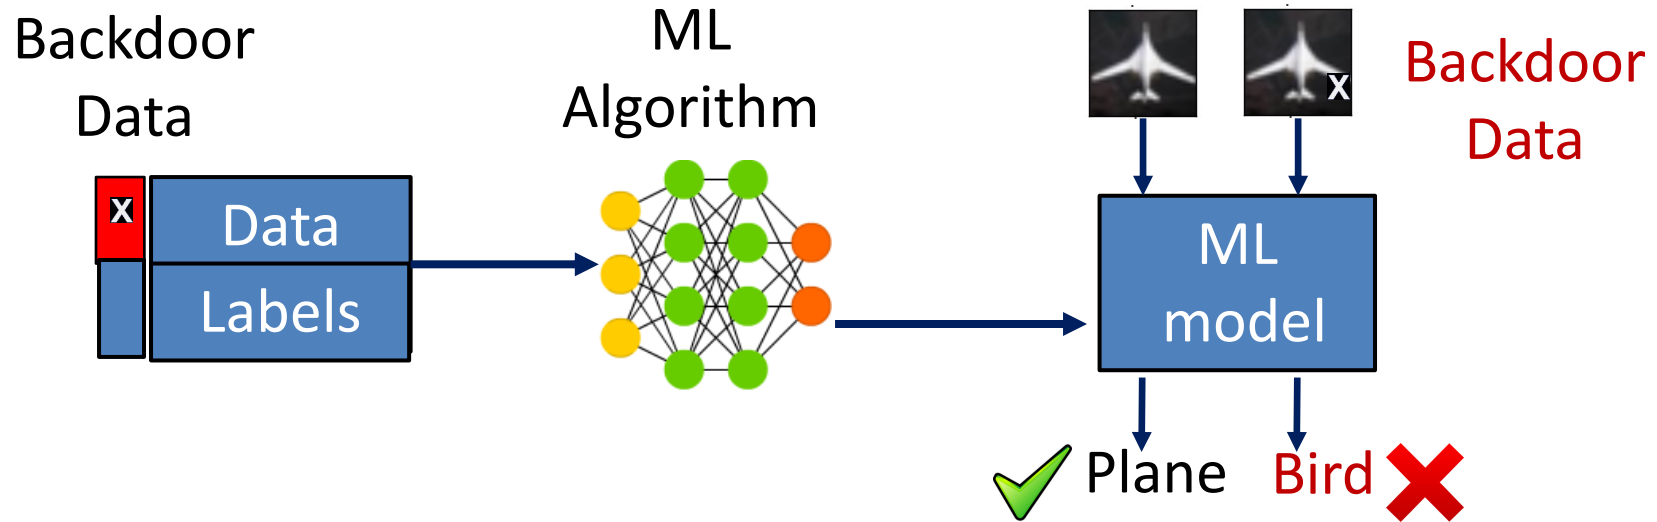 Backdoor
Data
X
Data
Labels
ML
Algorithm
X
Backdoor
Data
ML
model
Plane
Bird